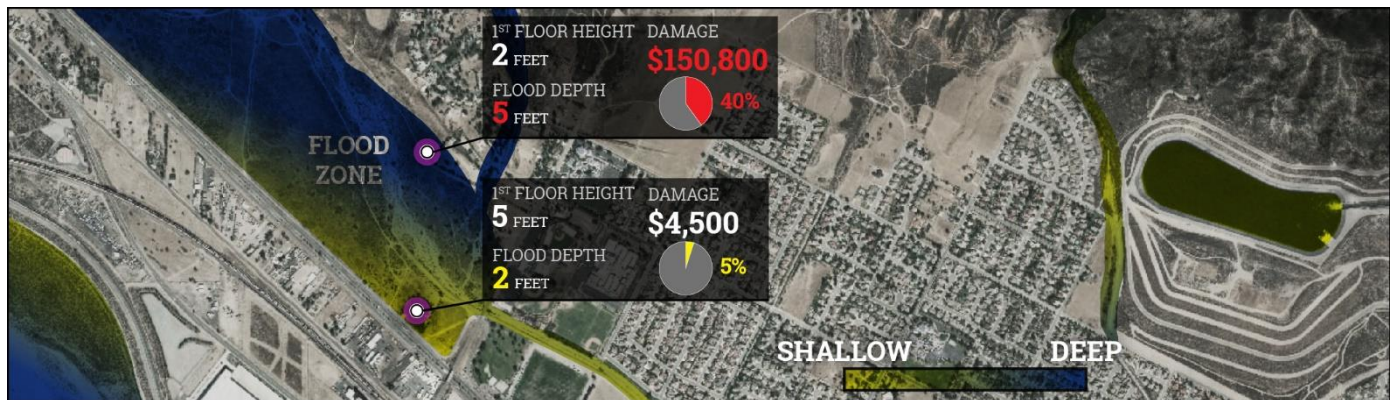 1ST FLOOR HEIGHT DAMAGE
2 FEET $150,800
FLOOD DEPTH
5 FEET 40%
FLOOD
ZONE
1ST FLOOR HEIGHT DAMAGE
5 FEET $4,500
FLOOD DEPTH
2 FEET 5%
SHALLOW DEEP